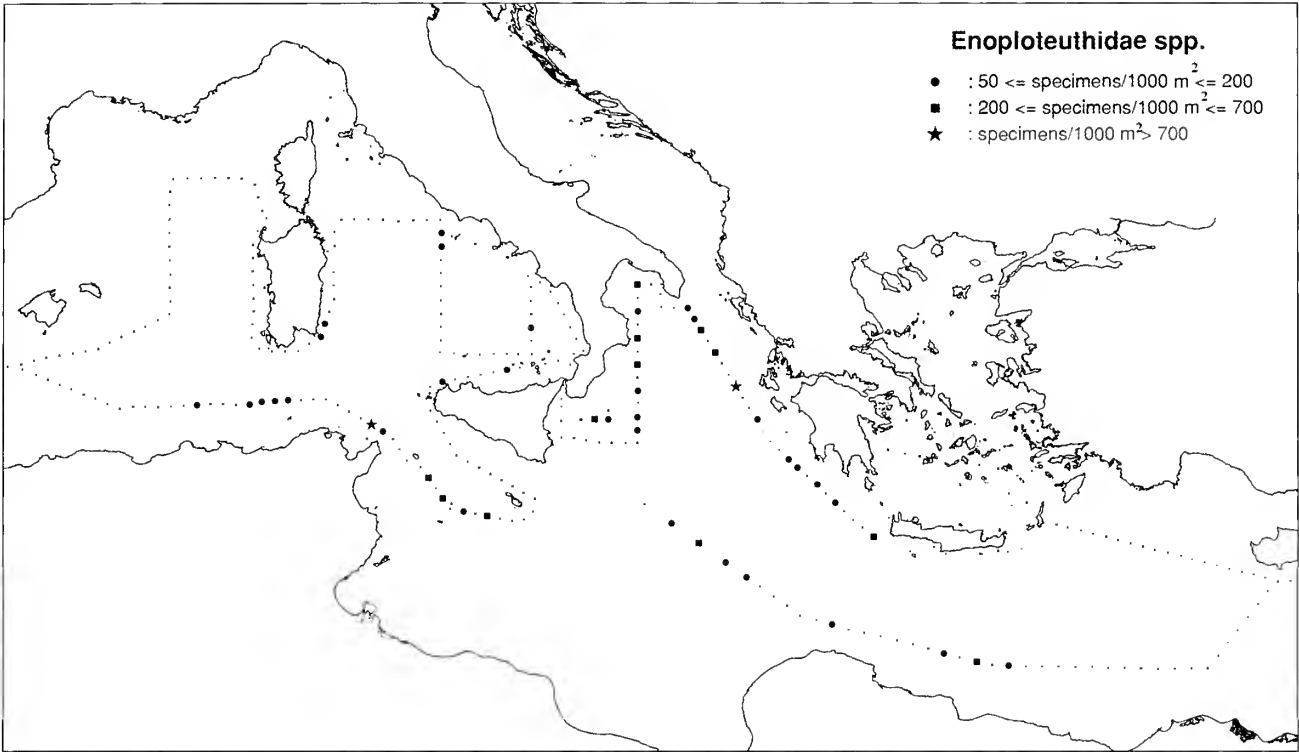 Enoploteuthidae spp.
● : 50 <= specimens/1000 m² <= 200
■ : 200 <= specimens/1000 m² <= 700
★ : specimens/1000 m² > 700